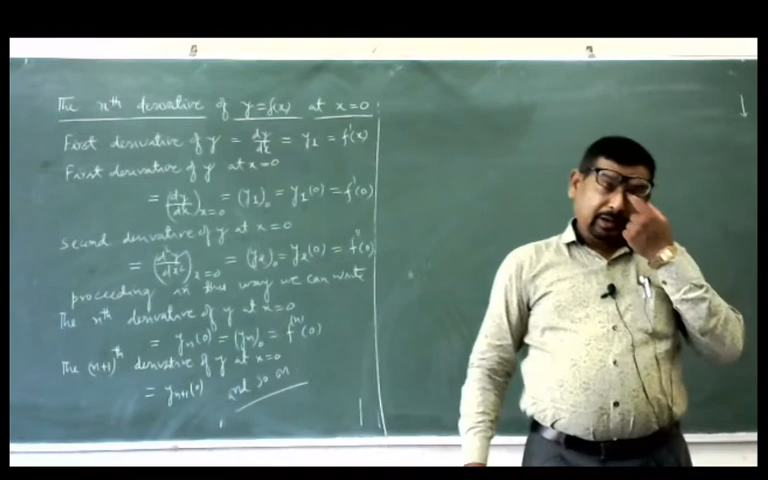 The nth derivative of y=f(x) at x=0
First derivative of y = dy/dx = y₁ = f'(x)
First derivative of y at x=0
= (dy/dx)ₓ₌₀ = (y₁)₀ = y₁(0) = f'(0)
Second derivative of y at x=0
= (d²y/dx²)ₓ₌₀ = (y₂)₀ = y₂(0) = f''(0)
proceeding in this way we can write
The nth derivative of y at x=0
= yₙ(0) = (yₙ)₀ = f⁽ⁿ⁾(0)
The (n+1)th derivative of y at x=0
= yₙ₊₁(0) and so on